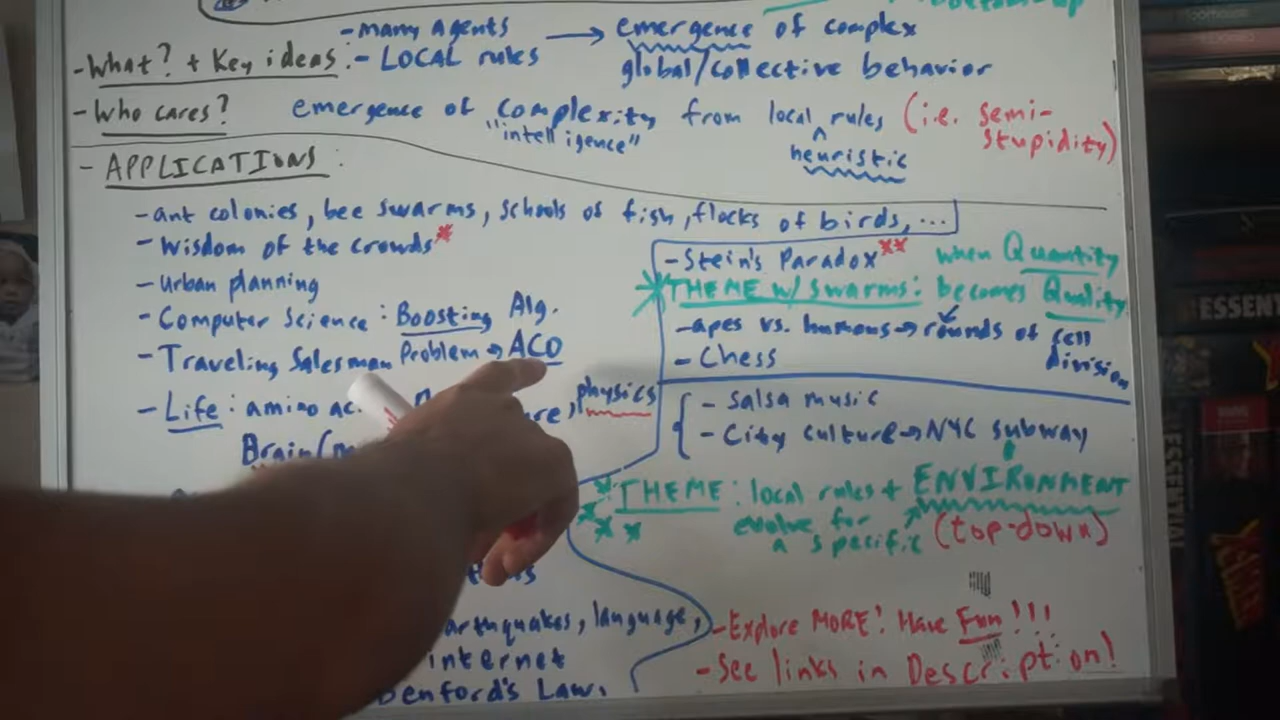 bottom-up
- many agents → emergence of complex
- What? + Key ideas: - LOCAL rules global/collective behavior
- Who cares? emergence of complexity from local rules (i.e. semi-stupidity)
"intelligence" ^ heuristic
- APPLICATIONS:
- ant colonies, bee swarms, schools of fish, flocks of birds, ...
- Wisdom of the crowds*
- Urban planning
- Computer Science: Boosting Alg.
- Traveling Salesman Problem → ACO
- Life: amino ac physics
Brain
arthquakes, language,
internet
Benford's Law.
- Stein's Paradox** when Quantity
* THEME w/ swarms: becomes Quality
- apes vs. humans → rounds of cell division
- Chess
- Salsa music
- City culture → NYC subway
* THEME: local rules + ENVIRONMENT
evolve for a specific (top-down)
- Explore MORE! Have Fun!!!
- See links in Description!
ESSENTIAL